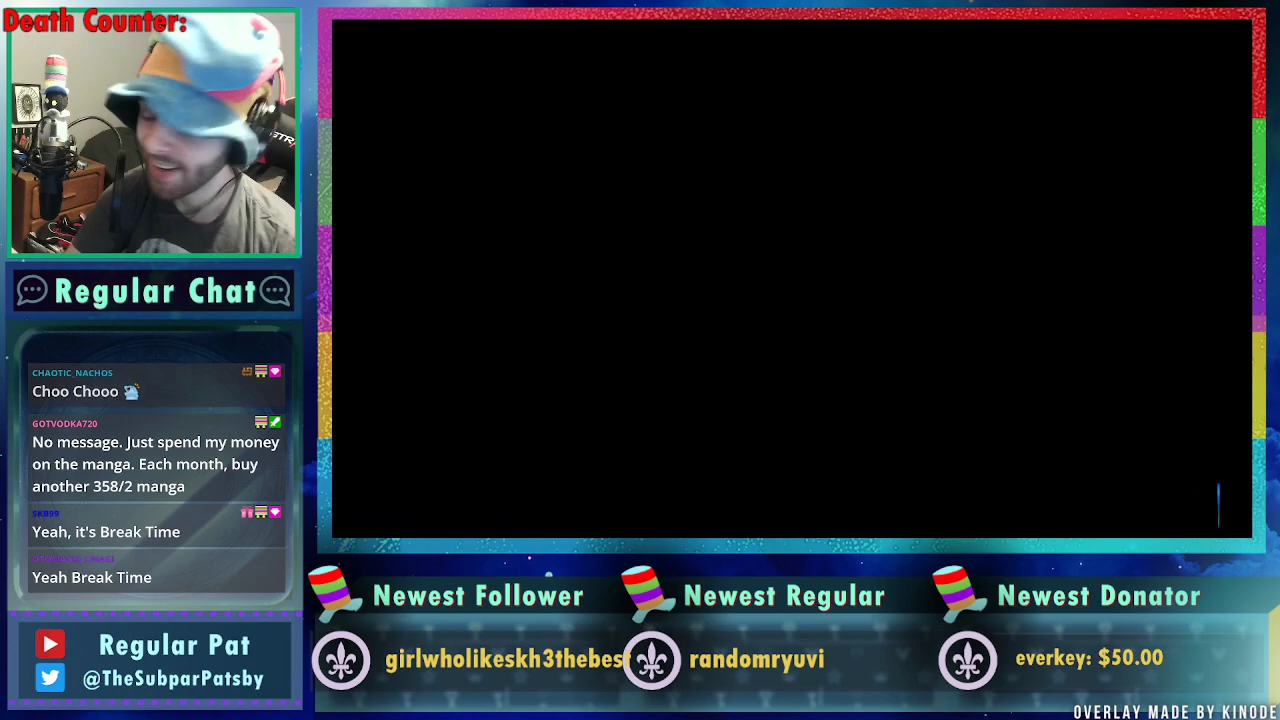 Death Counter:
Regular Chat
CHAOTIC_NACHOS
Choo Chooo
GOTVODKA720
No message. Just spend my money
on the manga. Each month, buy
another 358/2 manga
SKB99
Yeah, it's Break Time
Yeah Break Time
Regular Pat
@TheSubparPatsby
Newest Follower
girlwholikeskh3thebest
Newest Regular
randomryuvi
Newest Donator
everkey: $50.00
OVERLAY MADE BY KINODE